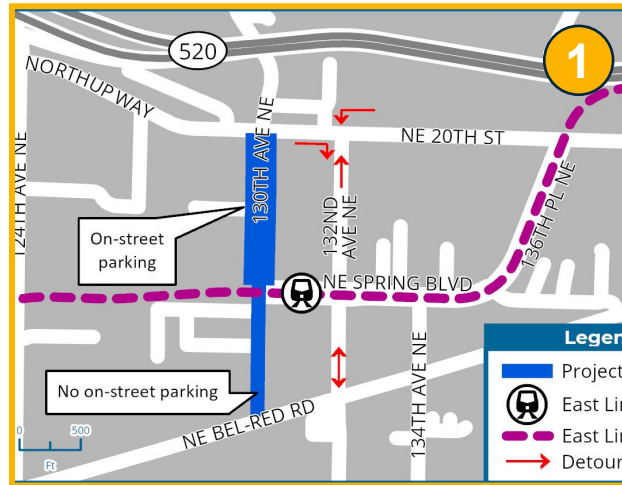 520
1
NORTHUP WAY
130TH AVE NE
NE 20TH ST
124TH AVE NE
132ND
AVE NE
136TH PL NE
On-street
parking
NE SPRING BLVD
No on-street parking
NE BEL-RED RD
134TH AVE NE
0 500
Ft
Legen
Project
East Lin
East Lin
Detour